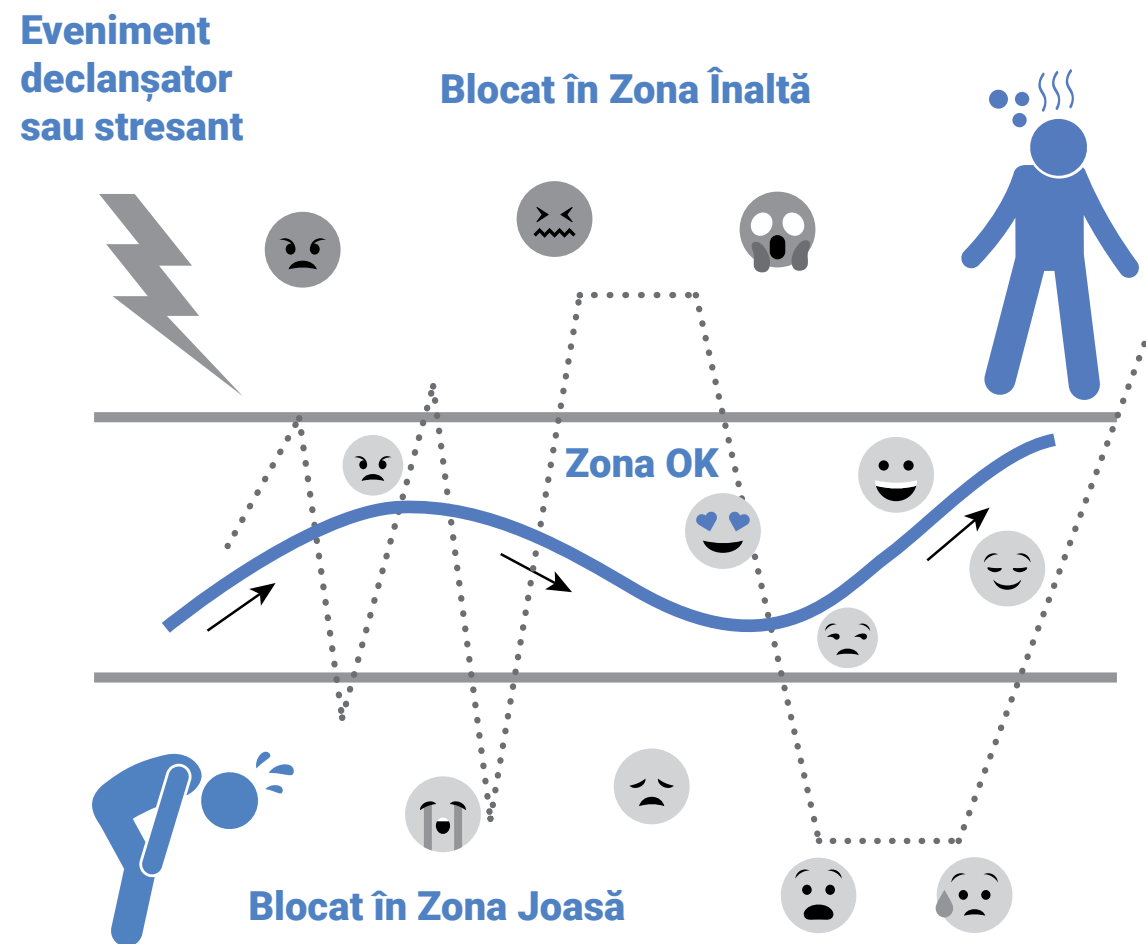 Eveniment
declanșator
sau stresant
Blocat în Zona Înaltă
Zona OK
Blocat în Zona Joasă